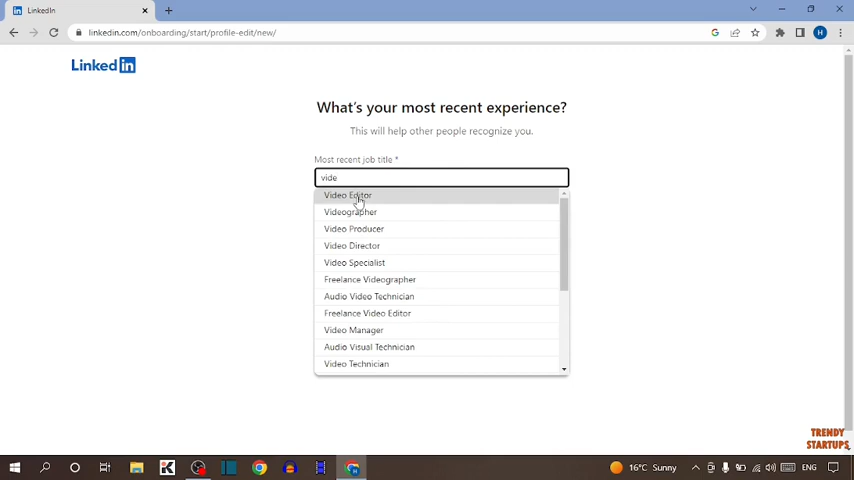 LinkedIn
linkedin.com/onboarding/start/profile-edit/new/
H
Linked in
What's your most recent experience?
This will help other people recognize you.
Most recent job title *
vide
Video Editor
Videographer
Video Producer
Video Director
Video Specialist
Freelance Videographer
Audio Video Technician
Freelance Video Editor
Video Manager
Audio Visual Technician
Video Technician
TRENDY
STARTUPS
16°C Sunny
ENG